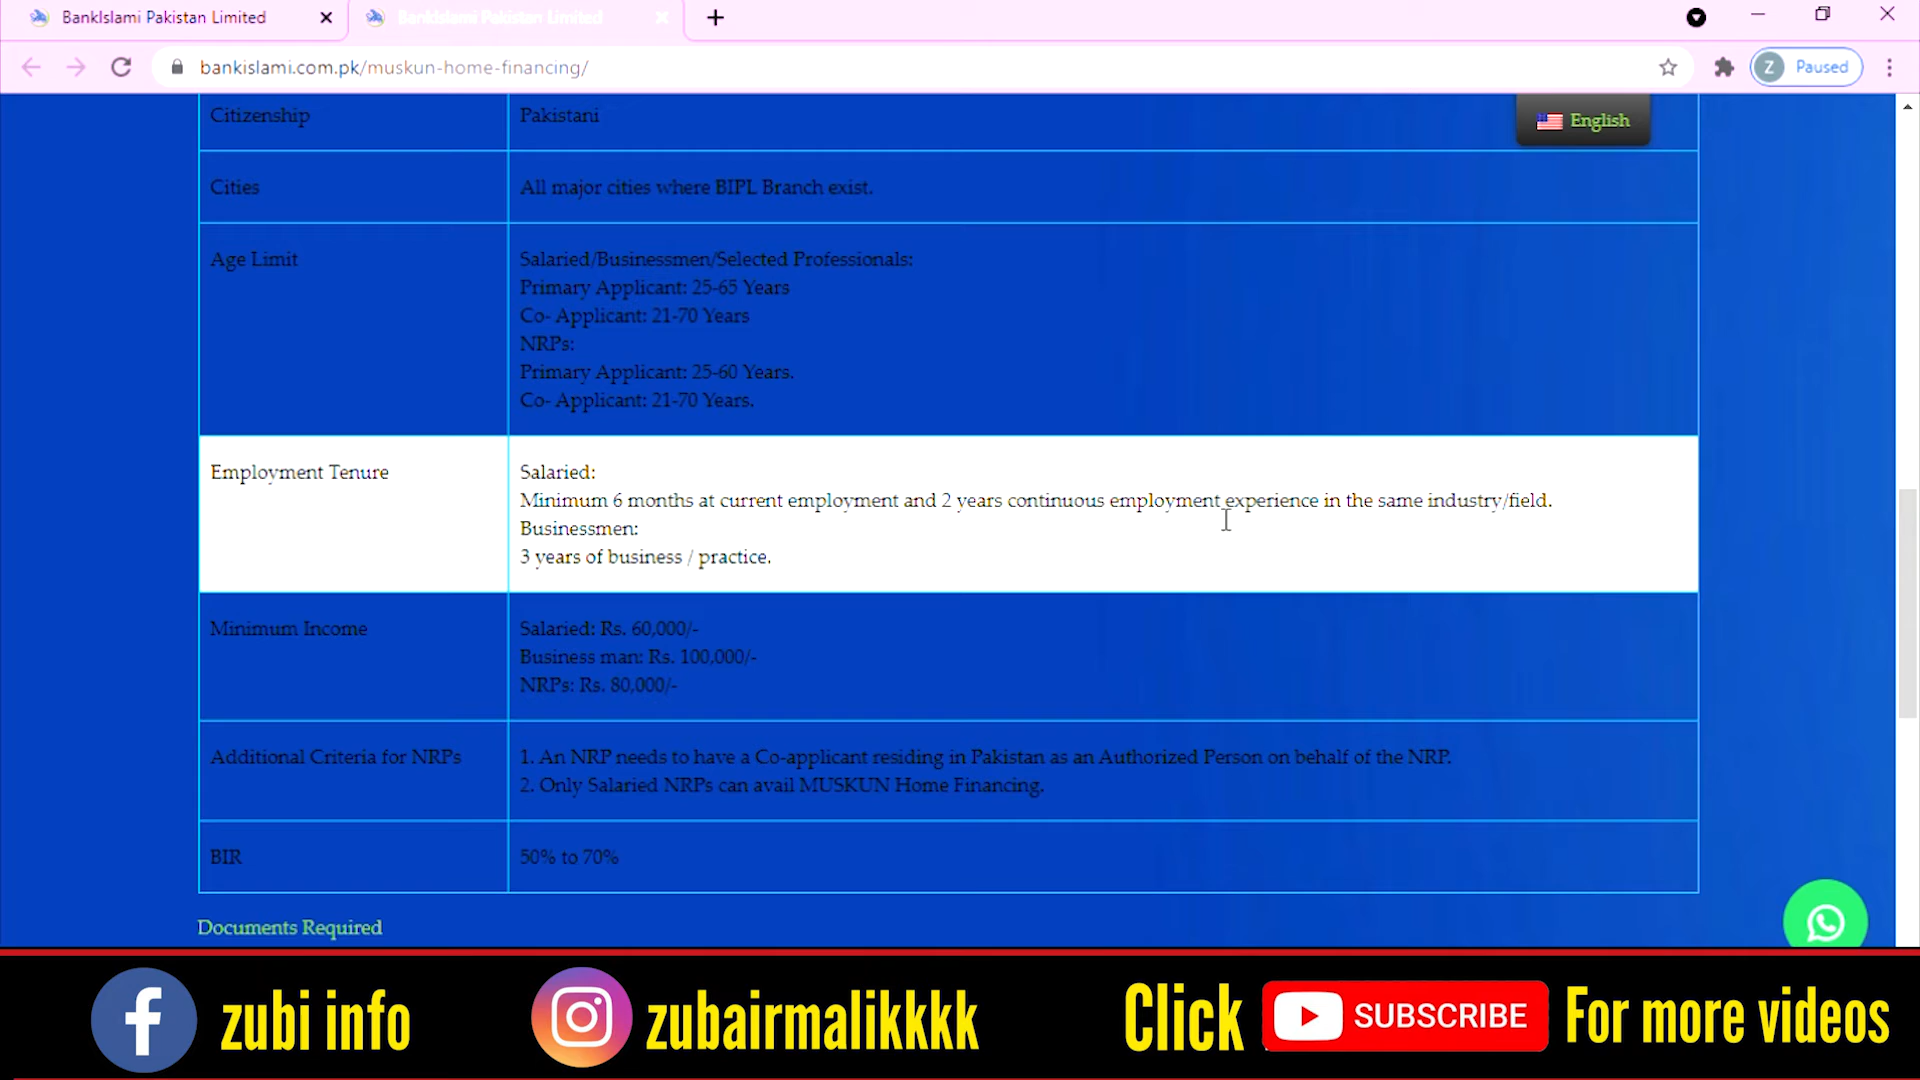 BankIslami Pakistan Limited
BankIslami Pakistan Limited
bankislami.com.pk/muskun-home-financing/
Z
Paused
English
Citizenship
Pakistani
Cities
All major cities where BIPL Branch exist.
Age Limit
Salaried/Businessmen/Selected Professionals:
Primary Applicant: 25-65 Years
Co- Applicant: 21-70 Years
NRPs:
Primary Applicant: 25-60 Years.
Co- Applicant: 21-70 Years.
Employment Tenure
Salaried:
Minimum 6 months at current employment and 2 years continuous employment experience in the same industry/field.
Businessmen:
3 years of business / practice.
Minimum Income
Salaried: Rs. 60,000/-
Business man: Rs. 100,000/-
NRPs: Rs. 80,000/-
Additional Criteria for NRPs
1. An NRP needs to have a Co-applicant residing in Pakistan as an Authorized Person on behalf of the NRP.
2. Only Salaried NRPs can avail MUSKUN Home Financing.
BIR
50% to 70%
Documents Required
zubi info
zubairmalikkkk
Click
SUBSCRIBE
For more videos